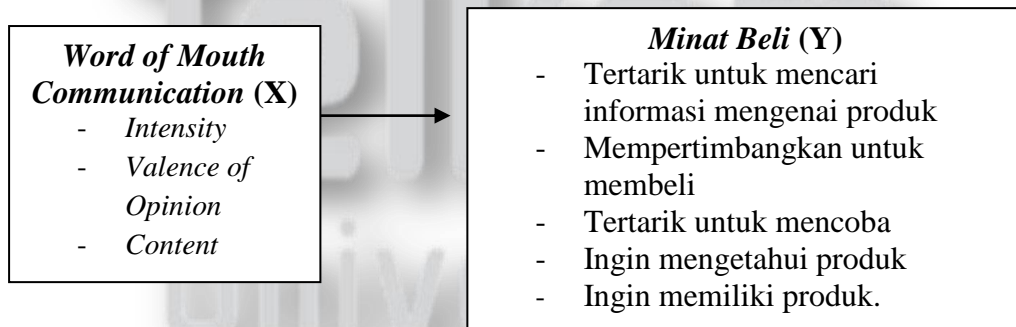 Word of Mouth
Communication (X)
- Intensity
- Valence of
Opinion
- Content
Minat Beli (Y)
- Tertarik untuk mencari
informasi mengenai produk
- Mempertimbangkan untuk
membeli
- Tertarik untuk mencoba
- Ingin mengetahui produk
- Ingin memiliki produk.